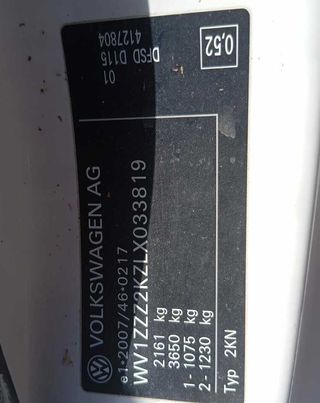 VOLKSWAGEN AG
e1*2007/46*0217
WV1ZZZ2KZLX033819
2161 kg
3650 kg
1- 1075 kg
2- 1230 kg
Typ 2KN
01
DFSD D115
4127804
0,52